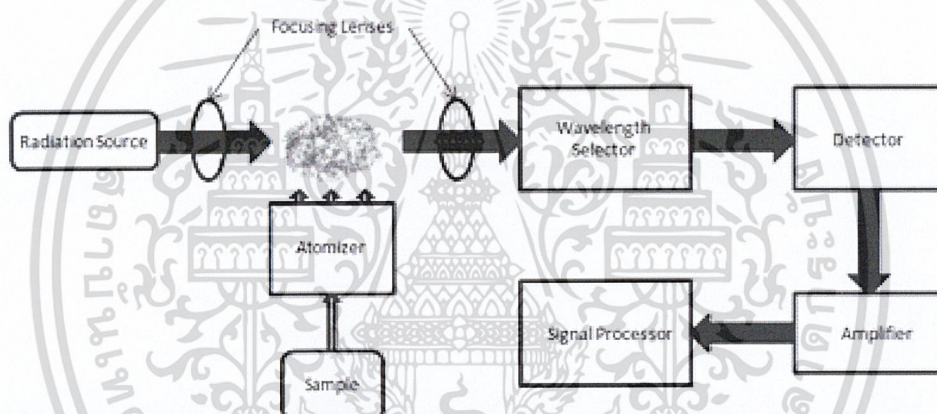 Focusing Lenses
Radiation Source
Wavelength
Selector
Detector
Atomizer
Signal Processor
Amplifier
Sample